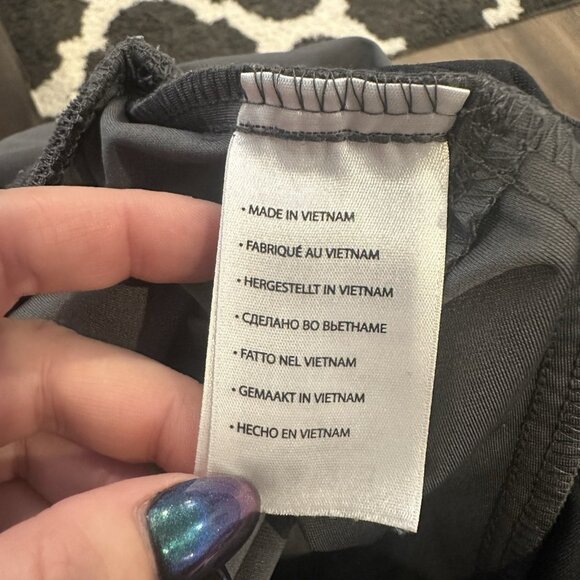 • MADE IN VIETNAM
• FABRIQUÉ AU VIETNAM
• HERGESTELLT IN VIETNAM
• СДЕЛАНО ВО ВЬЕТНАМЕ
• FATTO NEL VIETNAM
• GEMAAKT IN VIETNAM
• HECHO EN VIETNAM